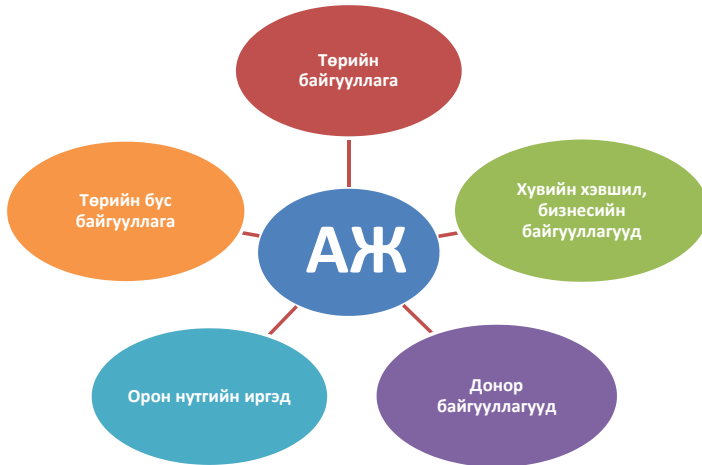 Төрийн
байгууллага
Төрийн бус
байгууллага
Хувийн хэвшил,
бизнесийн
байгууллагууд
АЖ
Орон нутгийн иргэд
Донор
байгууллагууд